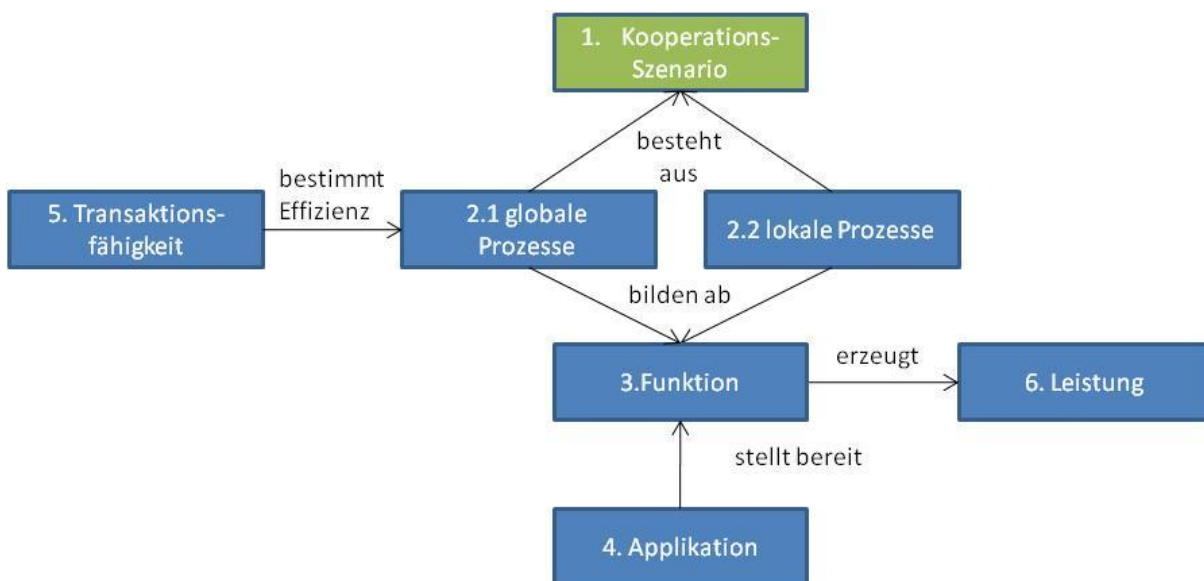 1. Kooperations-
Szenario
besteht
aus
bestimmt
Effizienz
5. Transaktions-
fähigkeit
2.1 globale
Prozesse
2.2 lokale Prozesse
bilden ab
3.Funktion
erzeugt
6. Leistung
stellt bereit
4. Applikation